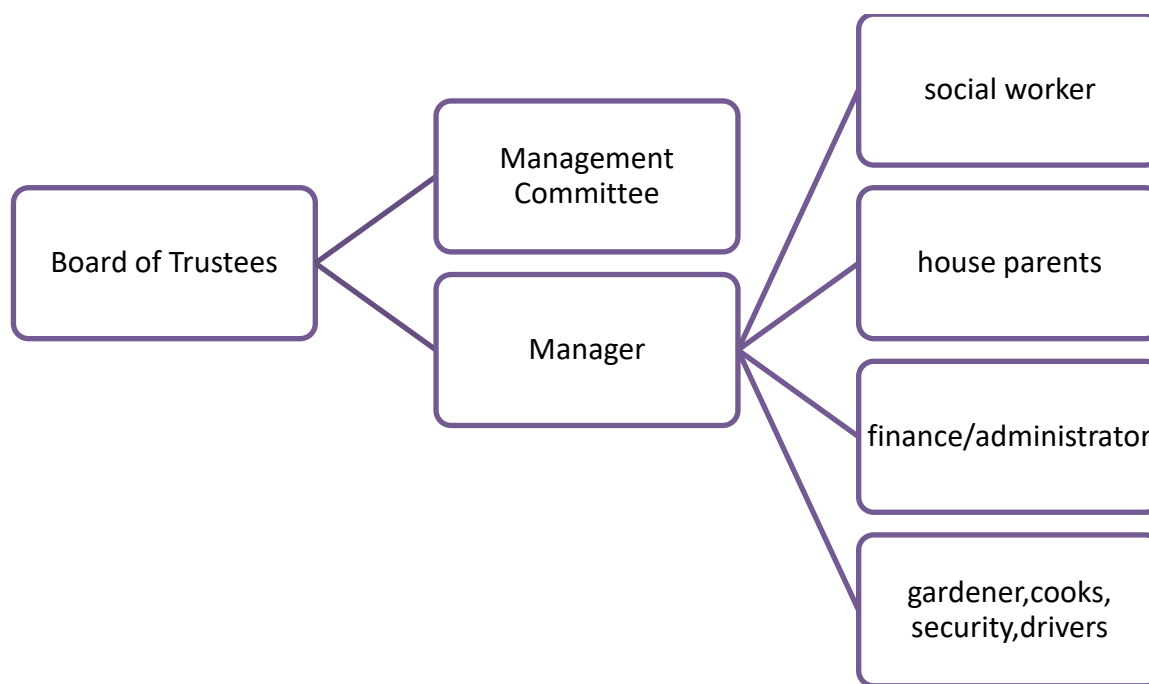 Board of Trustees
Management
Committee
Manager
social worker
house parents
finance/administrator
gardener,cooks,
security,drivers